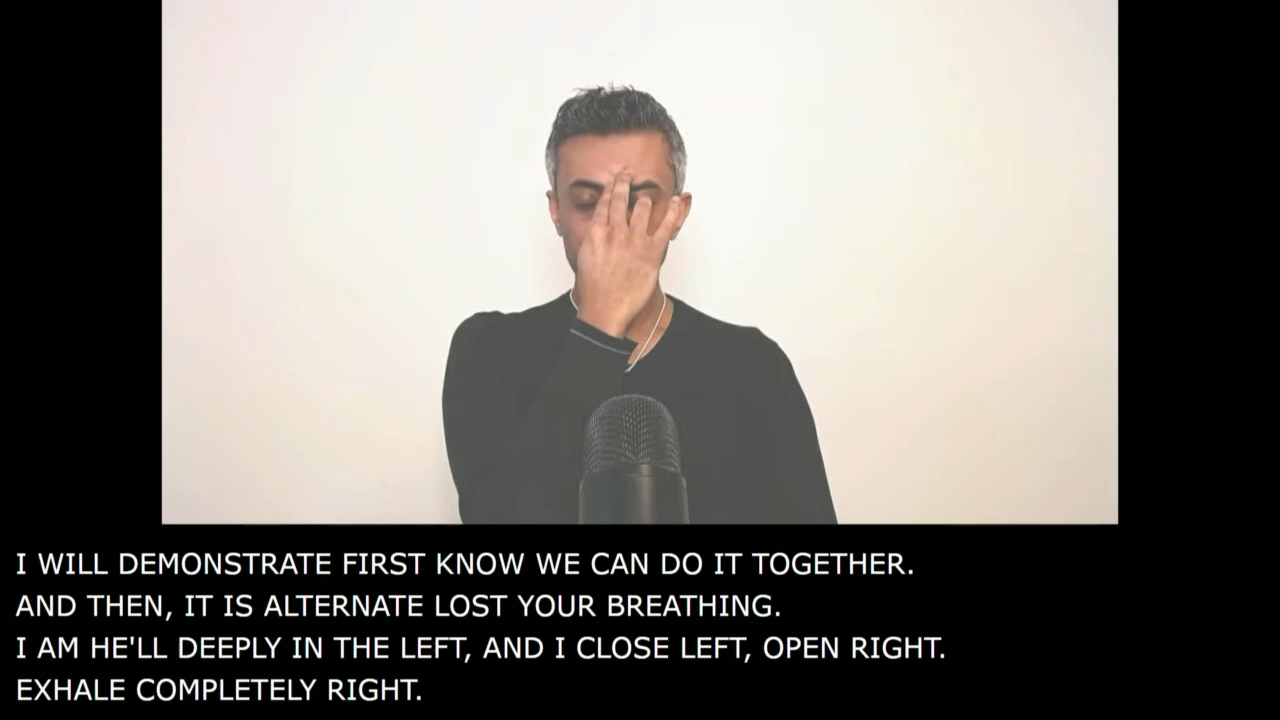 I WILL DEMONSTRATE FIRST KNOW WE CAN DO IT TOGETHER.
AND THEN, IT IS ALTERNATE LOST YOUR BREATHING.
I AM HE'LL DEEPLY IN THE LEFT, AND I CLOSE LEFT, OPEN RIGHT.
EXHALE COMPLETELY RIGHT.